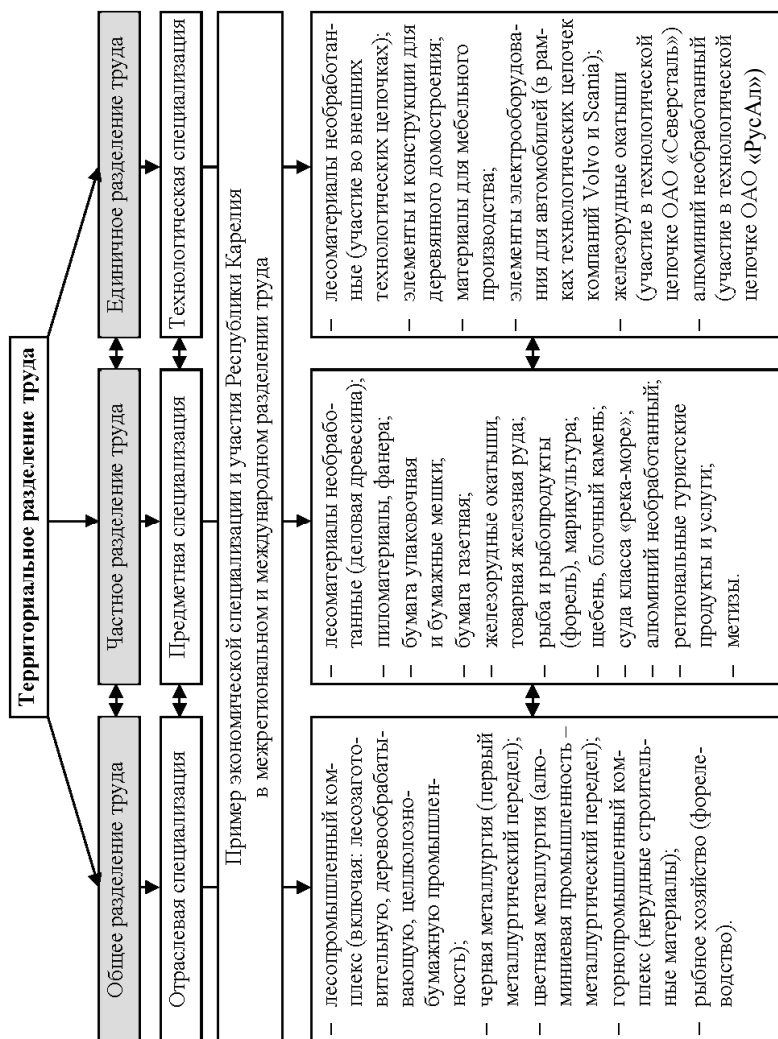 Территориальное разделение труда
Общее разделение труда
Частное разделение труда
Единичное разделение труда
Отраслевая специализация
Предметная специализация
Технологическая специализация
Пример экономической специализации и участия Республики Карелия
в межрегиональном и международном разделении труда
– лесопромышленный ком-
плекс (включая: лесозагото-
вительную, деревообрабаты-
вающую, целлюлозно-
бумажную промышлен-
ность);
– черная металлургия (первый
металлургический передел);
– цветная металлургия (алю-
миниевая промышленность –
металлургический передел);
– горнопромышленный ком-
плекс (нерудные строитель-
ные материалы);
– рыбное хозяйство (фореле-
водство).
– лесоматериалы необрабо-
танные (деловая древесина);
– пиломатериалы, фанера;
– бумага упаковочная
и бумажные мешки;
– бумага газетная;
– железорудные окатыши,
товарная железная руда;
– рыба и рыбопродукты
(форель), марикультура;
– щебень, блочный камень;
– суда класса «река-море»;
– алюминий необработанный;
– региональные туристские
продукты и услуги;
– метизы.
– лесоматериалы необработан-
ные (участие во внешних
технологических цепочках);
– элементы и конструкции для
деревянного домостроения;
– материалы для мебельного
производства;
– элементы электрооборудова-
ния для автомобилей (в рам-
ках технологических цепочек
компаний Volvo и Scania);
– железорудные окатыши
(участие в технологической
цепочке ОАО «Северсталь»)
– алюминий необработанный
(участие в технологической
цепочке ОАО «РусАл»)